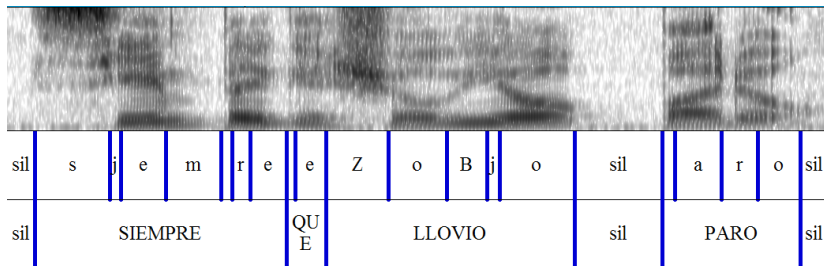 sil s j e m r e e Z o B j o sil a r o sil
sil SIEMPRE QU E LLOVIO sil PARO sil